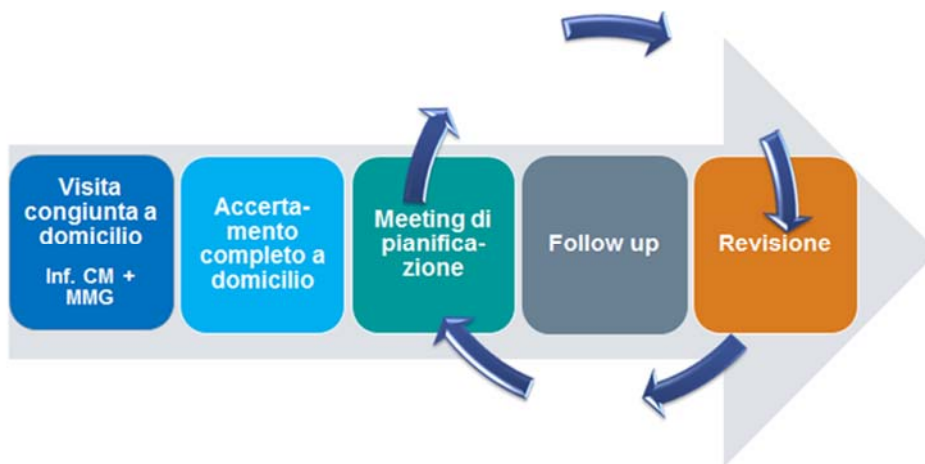 Visita
congiunta a
domicilio
Inf. CM +
MMG
Accerta-
mento
completo a
domicilio
Meeting di
pianifica-
zione
Follow up
Revisione